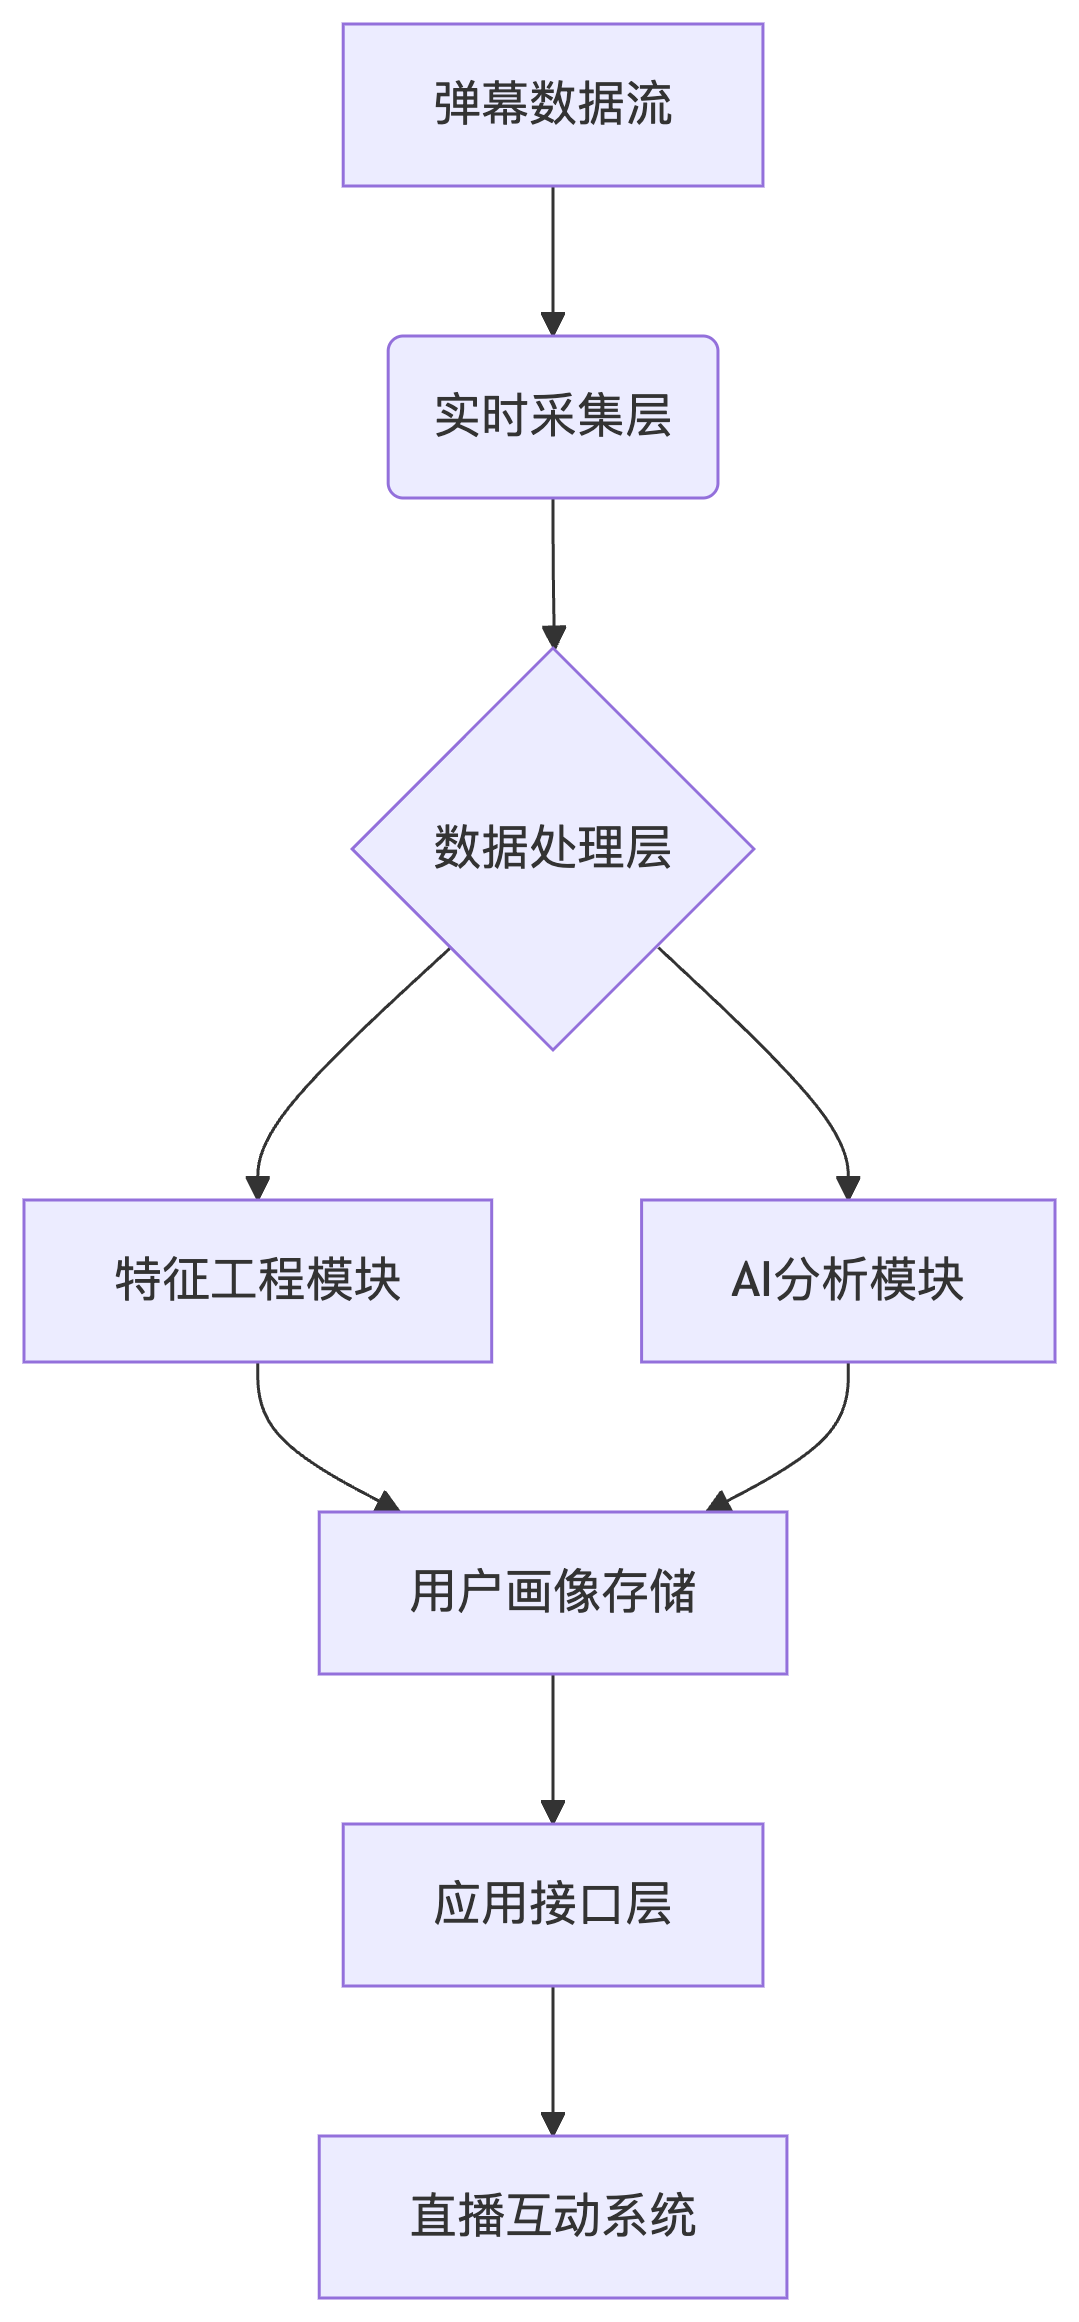 弹幕数据流
实时采集层
数据处理层
特征工程模块
AI分析模块
用户画像存储
应用接口层
直播互动系统